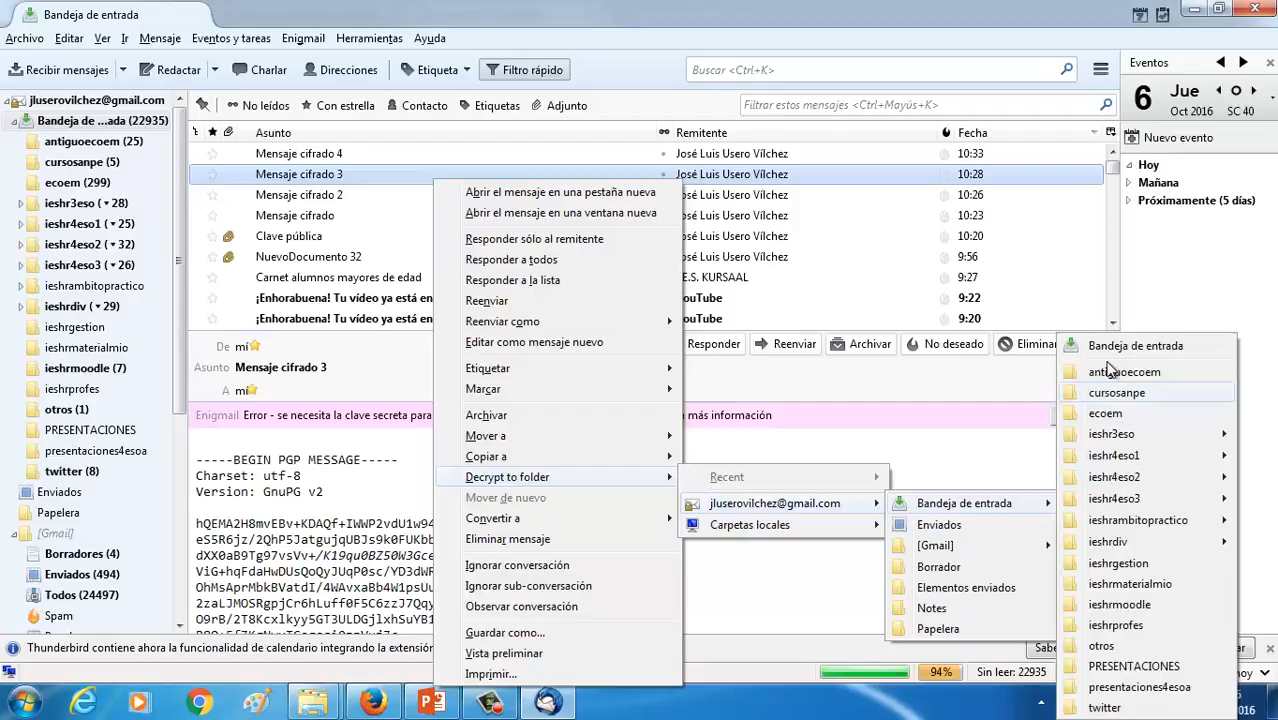 Bandeja de entrada
Archivo Editar Ver Ir Mensaje Eventos y tareas Enigmail Herramientas Ayuda
Recibir mensajes Redactar Charlar Direcciones Etiqueta Filtro rápido Buscar <Ctrl+K>
No leídos Con estrella Contacto Etiquetas Adjunto Filtrar estos mensajes <Ctrl+Mayús+K>
Asunto Remitente Fecha
Mensaje cifrado 4 José Luis Usero Vílchez 10:33
Mensaje cifrado 3 José Luis Usero Vílchez 10:28
Mensaje cifrado 2 José Luis Usero Vílchez 10:26
Mensaje cifrado José Luis Usero Vílchez 10:23
Clave pública José Luis Usero Vílchez 10:20
NuevoDocumento 32 José Luis Usero Vílchez 9:56
Carnet alumnos mayores de edad .E.S. KURSAAL 9:27
¡Enhorabuena! Tu vídeo ya está en YouTube 9:22
¡Enhorabuena! Tu vídeo ya está en YouTube 9:20
jluserovilchez@gmail.com
Bandeja de ...ada (22935)
antiguoecoem (25)
cursosanpe (5)
ecoem (299)
ieshr3eso (▾ 28)
ieshr4eso1 (▾ 25)
ieshr4eso2 (▾ 32)
ieshr4eso3 (▾ 26)
ieshrambitopractico
ieshrdiv (▾ 29)
ieshrgestion
ieshrmaterialmio
ieshrmoodle (7)
ieshrprofes
otros (1)
PRESENTACIONES
presentaciones4esoa
twitter (8)
Enviados
Papelera
[Gmail]
Borradores (4)
Enviados (494)
Todos (24497)
Spam
Abrir el mensaje en una pestaña nueva
Abrir el mensaje en una ventana nueva
Responder sólo al remitente
Responder a todos
Responder a la lista
Reenviar
Reenviar como
Editar como mensaje nuevo
Etiquetar
Marcar
Archivar
Mover a
Copiar a
Decrypt to folder
Mover de nuevo
Convertir a
Eliminar mensaje
Ignorar conversación
Ignorar sub-conversación
Observar conversación
Guardar como...
Vista preliminar
Imprimir...
Recent
jluserovilchez@gmail.com
Carpetas locales
Bandeja de entrada
Enviados
[Gmail]
Borrador
Elementos enviados
Notes
Papelera
Bandeja de entrada
antiguoecoem
cursosanpe
ecoem
ieshr3eso
ieshr4eso1
ieshr4eso2
ieshr4eso3
ieshrambitopractico
ieshrdiv
ieshrgestion
ieshrmaterialmio
ieshrmoodle
ieshrprofes
otros
PRESENTACIONES
presentaciones4esoa
twitter
De mí
Asunto Mensaje cifrado 3
A mí
Responder Reenviar Archivar No deseado Eliminar
Enigmail Error - se necesita la clave secreta para más información
-----BEGIN PGP MESSAGE-----
Charset: utf-8
Version: GnuPG v2
Eventos
6 Jue
Oct 2016 SC 40
Nuevo evento
Hoy
Mañana
Próximamente (5 días)
Thunderbird contiene ahora la funcionalidad de calendario integrando la extensión
94% Sin leer: 22935